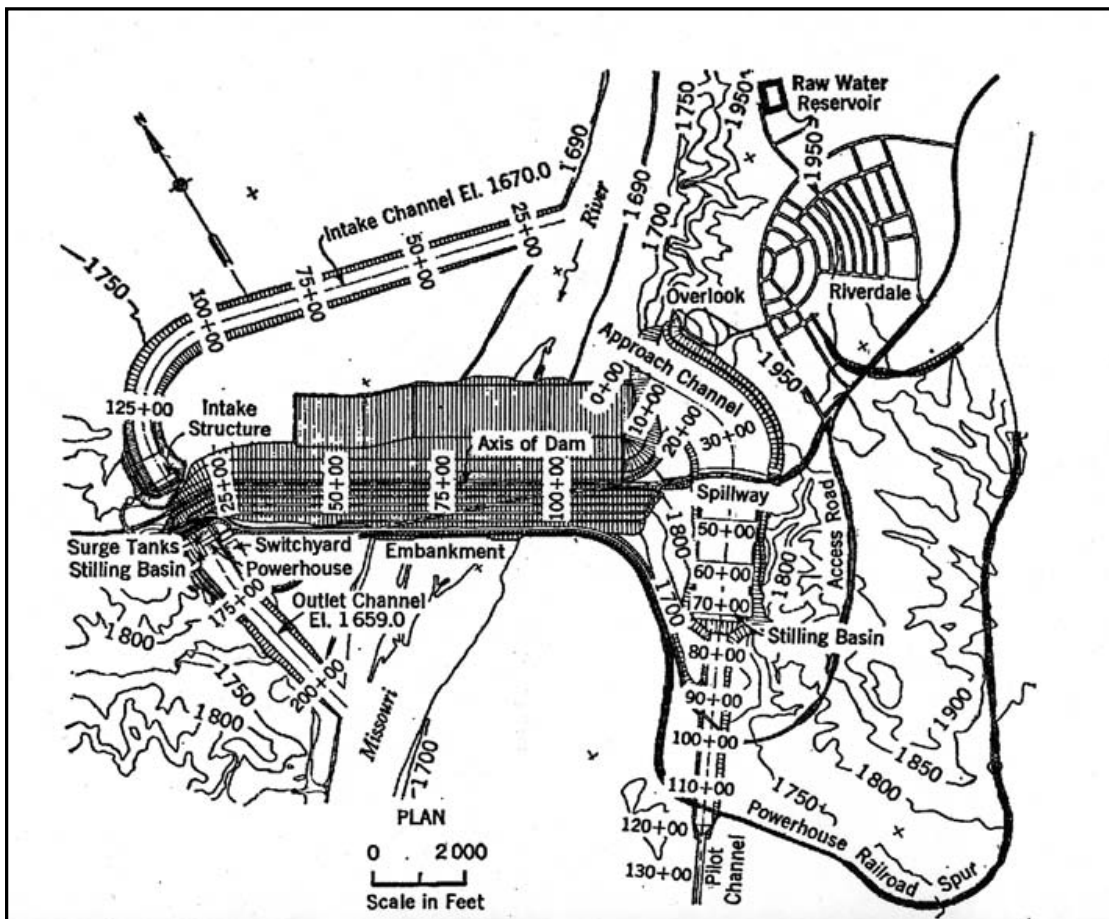 Raw Water
Reservoir
1750
1950
1950
1690
1690
1700
N
Intake Channel El. 1670.0
25+00
50+00
75+00
100+00
125+00
1750
River
Overlook
Riverdale
Approach Channel
1950
0+00
10+00
20+00
30+00
Intake
Structure
Axis of Dam
25+00
50+00
75+00
100+00
Spillway
1800
50+00
60+00
70+00
1800
Access Road
Surge Tanks
Stilling Basin
Switchyard
Powerhouse
Embankment
175+00
Outlet Channel
El. 1659.0
200+00
1800
1750
1800
1700
Stilling Basin
80+00
90+00
100+00
110+00
120+00
130+00
Pilot
Channel
1900
1850
1800
1750
Powerhouse Railroad Spur
Missouri
1700
PLAN
0 2000
Scale in Feet